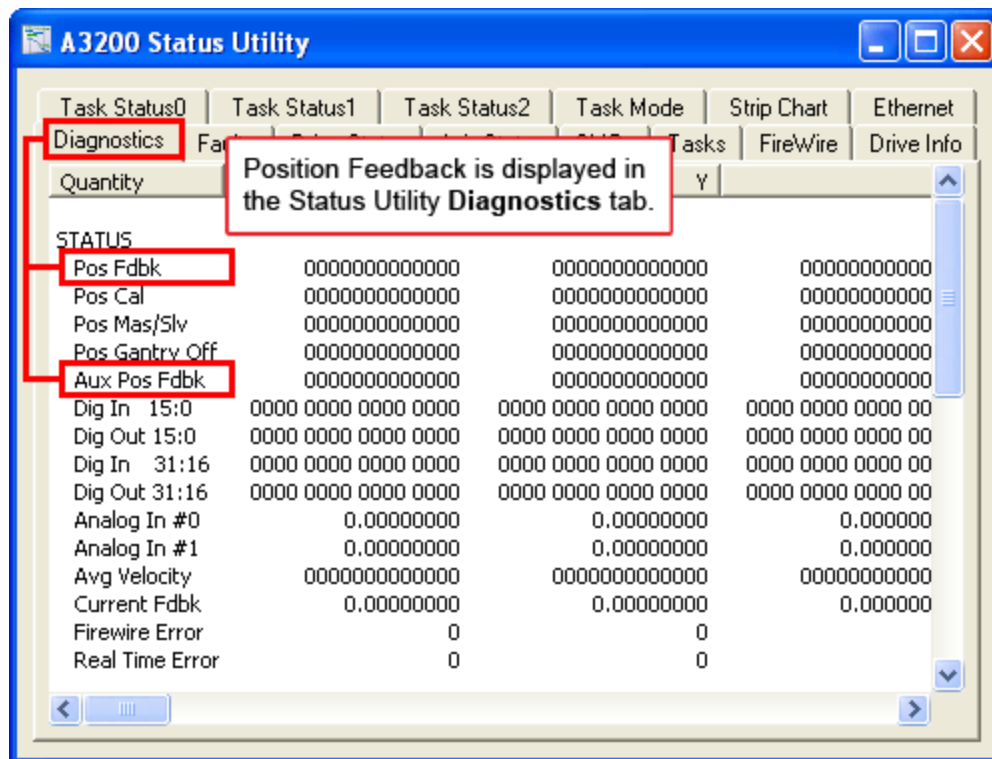 A3200 Status Utility
Task Status0 Task Status1 Task Status2 Task Mode Strip Chart Ethernet
Diagnostics Tasks FireWire Drive Info
Position Feedback is displayed in
the Status Utility Diagnostics tab.
Quantity Y
STATUS
Pos Fdbk 0000000000000 0000000000000 00000000000
Pos Cal 0000000000000 0000000000000 00000000000
Pos Mas/Slv 0000000000000 0000000000000 00000000000
Pos Gantry Off 0000000000000 0000000000000 00000000000
Aux Pos Fdbk 0000000000000 0000000000000 00000000000
Dig In 15:0 0000 0000 0000 0000 0000 0000 0000 0000 0000 0000 0000 00
Dig Out 15:0 0000 0000 0000 0000 0000 0000 0000 0000 0000 0000 0000 00
Dig In 31:16 0000 0000 0000 0000 0000 0000 0000 0000 0000 0000 0000 00
Dig Out 31:16 0000 0000 0000 0000 0000 0000 0000 0000 0000 0000 0000 00
Analog In #0 0.00000000 0.00000000 0.000000
Analog In #1 0.00000000 0.00000000 0.000000
Avg Velocity 0000000000000 0000000000000 00000000000
Current Fdbk 0.00000000 0.00000000 0.000000
Firewire Error 0 0
Real Time Error 0 0